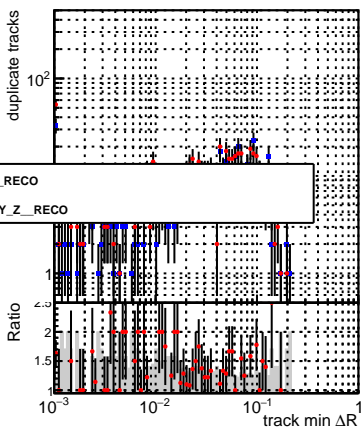 duplicate tracks
10²
_RECO
Y_Z__RECO
1
Ratio
2.5
2
1.5
1
10⁻³
10⁻²
10⁻¹
1
track min ΔR